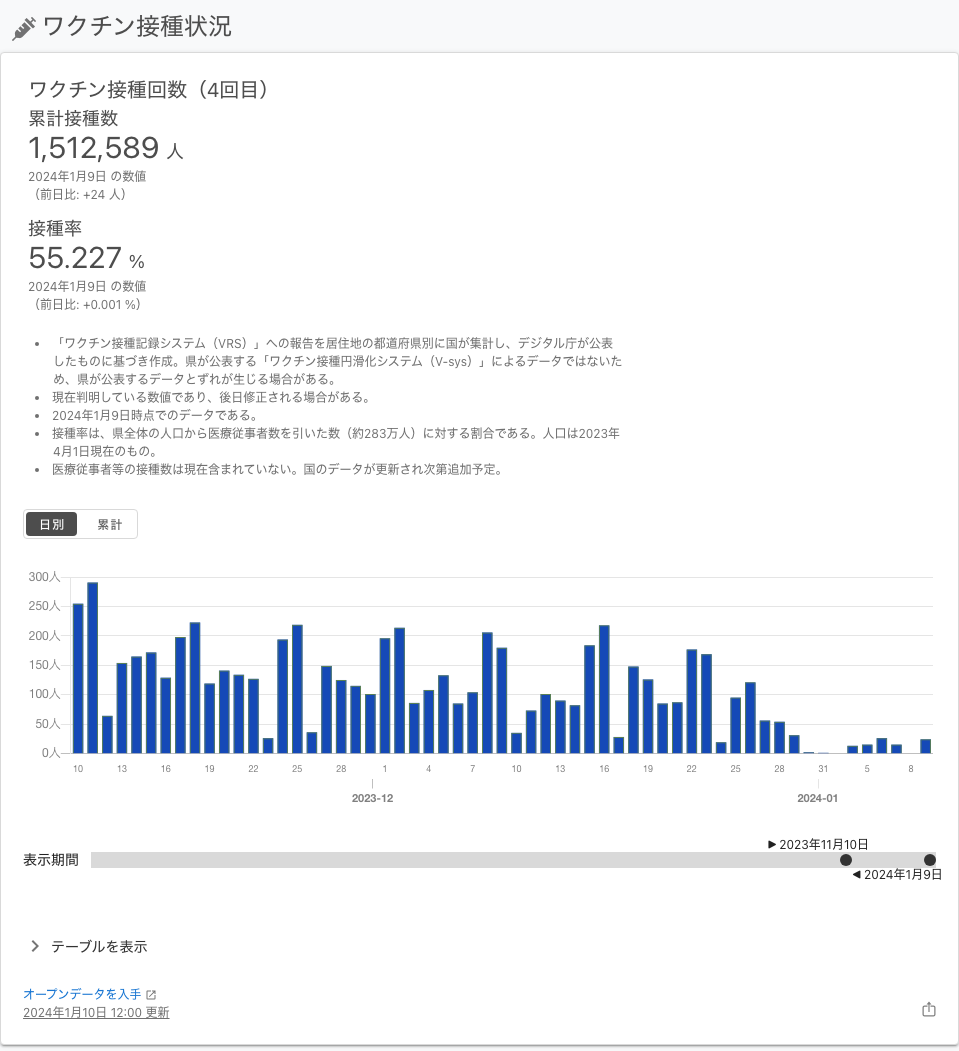 ワクチン接種状況
ワクチン接種回数（4回目）
累計接種数
1,512,589 人
2024年1月9日 の数値
（前日比: +24 人）
接種率
55.227 %
2024年1月9日 の数値
（前日比: +0.001 %）
• 「ワクチン接種記録システム（VRS）」への報告を居住地の都道府県別に国が集計し、デジタル庁が公表
したものに基づき作成。県が公表する「ワクチン接種円滑化システム（V-sys）」によるデータではないた
め、県が公表するデータとずれが生じる場合がある。
• 現在判明している数値であり、後日修正される場合がある。
• 2024年1月9日時点でのデータである。
• 接種率は、県全体の人口から医療従事者数を引いた数（約283万人）に対する割合である。人口は2023年
4月1日現在のもの。
• 医療従事者等の接種数は現在含まれていない。国のデータが更新され次第追加予定。
日別 累計
300人
250人
200人
150人
100人
50人
0人
10 13 16 19 22 25 28 1 4 7 10 13 16 19 22 25 28 31 5 8
2023-12 2024-01
▶ 2023年11月10日
表示期間
◀ 2024年1月9日
テーブルを表示
オープンデータを入手
2024年1月10日 12:00 更新